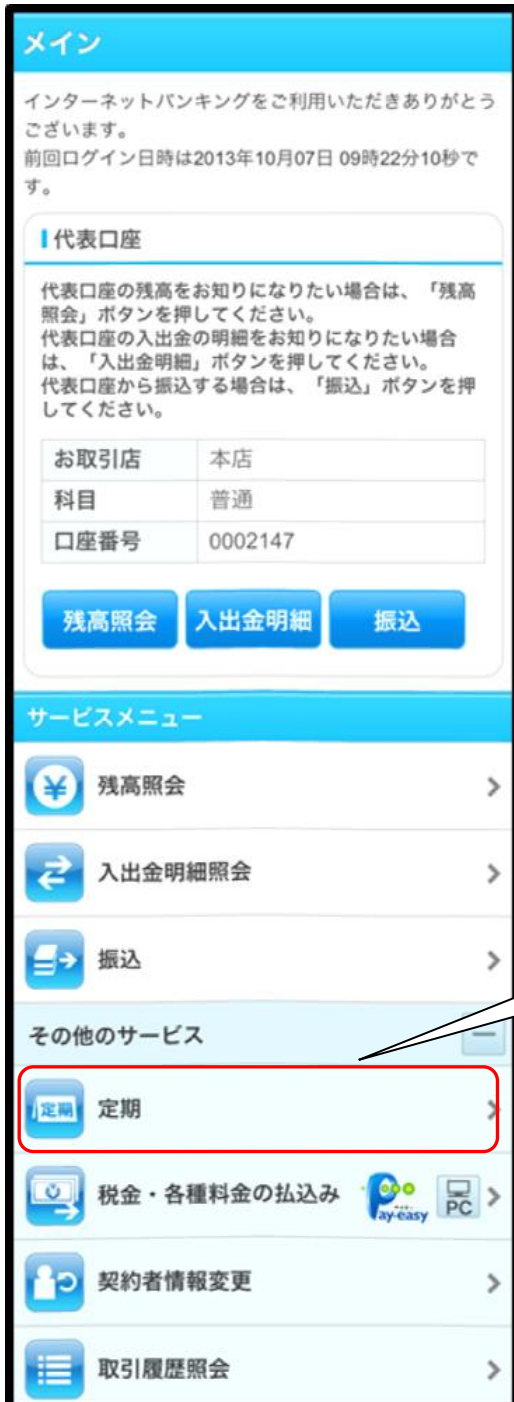 メイン
インターネットバンキングをご利用いただきありがとう
ございます。
前回ログイン日時は2013年10月07日 09時22分10秒で
す。
代表口座
代表口座の残高をお知りになりたい場合は、「残高
照会」ボタンを押してください。
代表口座の入出金の明細をお知りになりたい場合
は、「入出金明細」ボタンを押してください。
代表口座から振込する場合は、「振込」ボタンを押
してください。
お取引店 本店
科目 普通
口座番号 0002147
残高照会 入出金明細 振込
サービスメニュー
¥ 残高照会
入出金明細照会
振込
その他のサービス
定期 定期
税金・各種料金の払込み Pay-easy PC
契約者情報変更
取引履歴照会